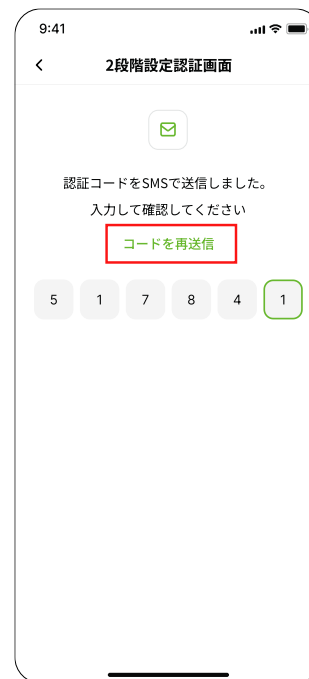 9:41
2段階設定認証画面
認証コードをSMSで送信しました。
入力して確認してください
コードを再送信
5 1 7 8 4 1